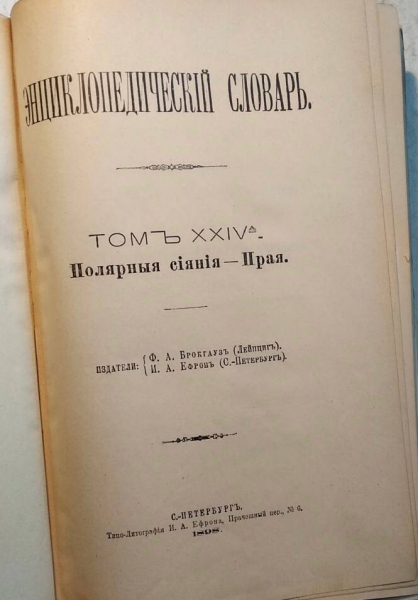 ЭНЦИКЛОПЕДИЧЕСКІЙ СЛОВАРЬ.
ТОМЪ XXIVᴬ.
Полярныя сіянія — Прая.
ИЗДАТЕЛИ: { Ф. А. Брокгаузъ (Лейпцигъ).
И. А. Ефронъ (С.-Петербургъ).
С.-ПЕТЕРБУРГЪ.
Типо-Литографія И. А. Ефрона, Прачешный пер., № 6.
1898.